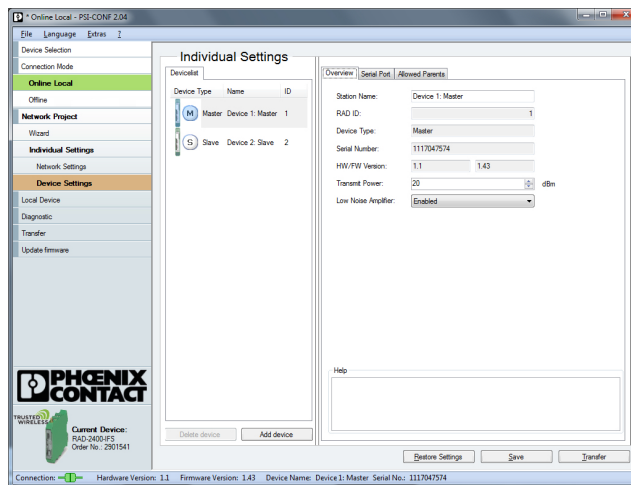 * Online Local - PSI-CONF 2.04
File Language Extras ?
Device Selection
Connection Mode
Online Local
Offline
Network Project
Wizard
Individual Settings
Network Settings
Device Settings
Local Device
Diagnostic
Transfer
Update firmware
PHŒNIX
CONTACT
TRUSTED
WIRELESS
Current Device:
RAD-2400-IFS
Order No.: 2901541
Individual Settings
Devicelist
Device Type Name ID
M Master Device 1: Master 1
S Slave Device 2: Slave 2
Delete device Add device
Overview Serial Port Allowed Parents
Station Name: Device 1: Master
RAD ID: 1
Device Type: Master
Serial Number: 1117047574
HW/FW Version: 1.1 1.43
Transmit Power: 20 dBm
Low Noise Amplifier: Enabled
Help
Restore Settings Save Transfer
Connection: Hardware Version: 1.1 Firmware Version: 1.43 Device Name: Device 1: Master Serial No.: 1117047574